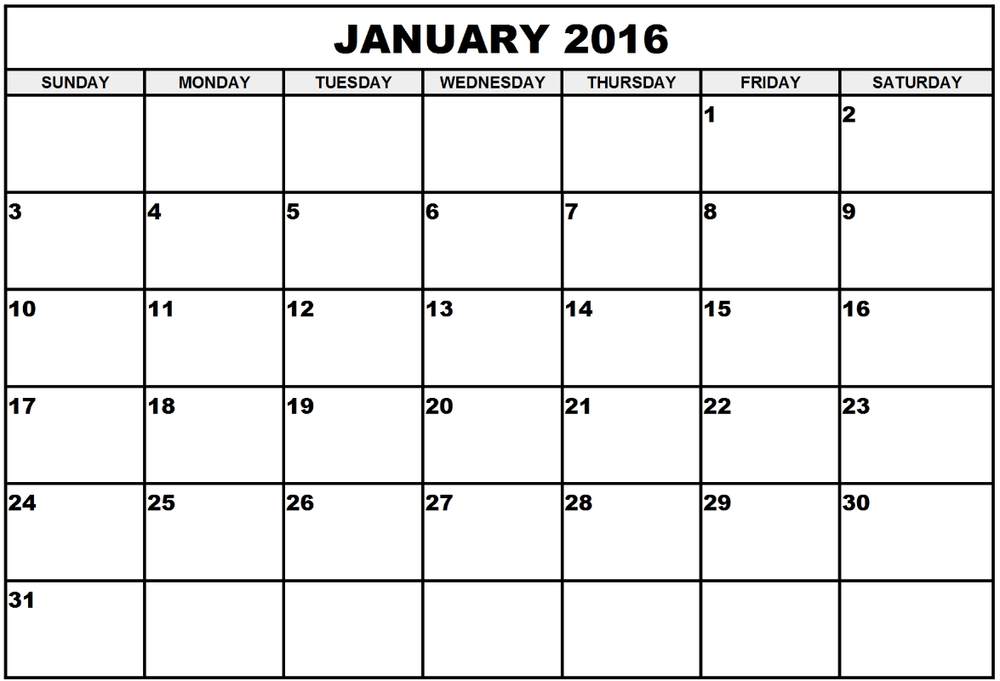 JANUARY 2016
SUNDAY MONDAY TUESDAY WEDNESDAY THURSDAY FRIDAY SATURDAY
1 2
3 4 5 6 7 8 9
10 11 12 13 14 15 16
17 18 19 20 21 22 23
24 25 26 27 28 29 30
31